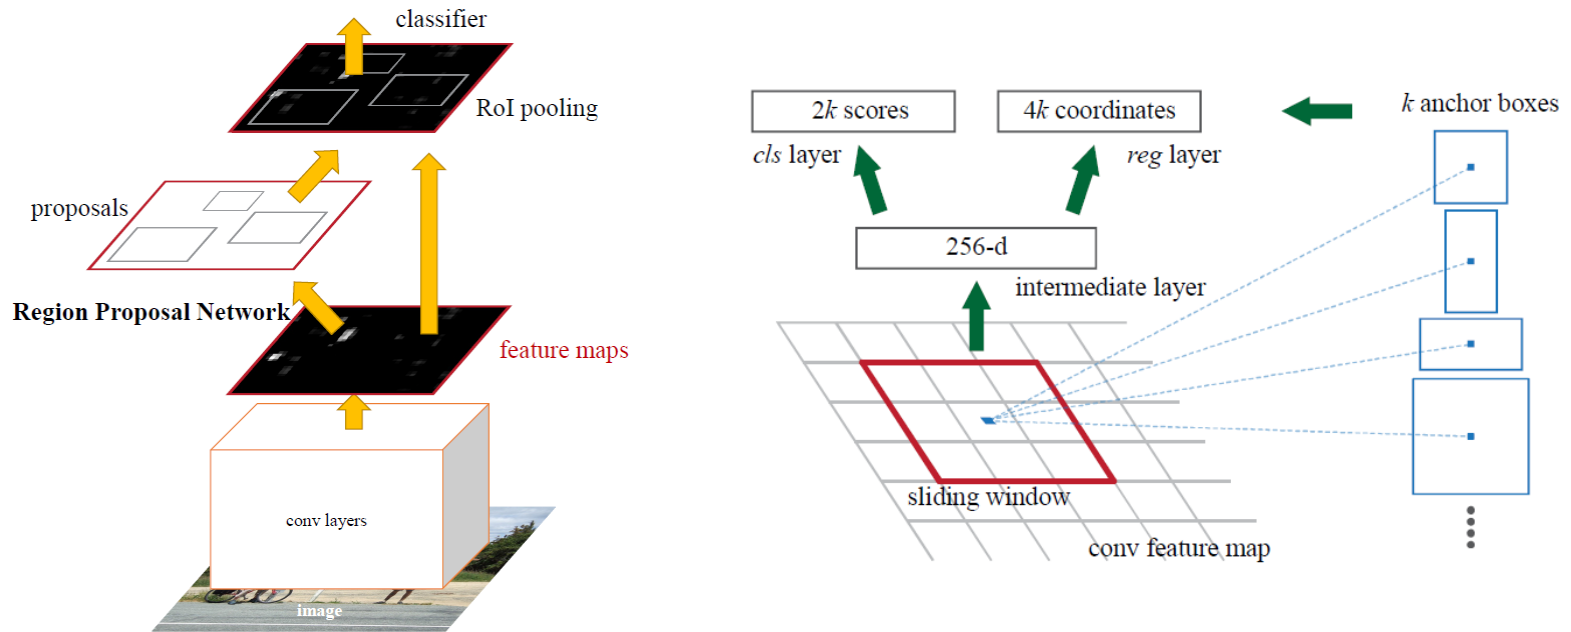 classifier
RoI pooling
proposals
Region Proposal Network
feature maps
conv layers
image
2k scores
4k coordinates
k anchor boxes
cls layer
reg layer
256-d
intermediate layer
sliding window
conv feature map